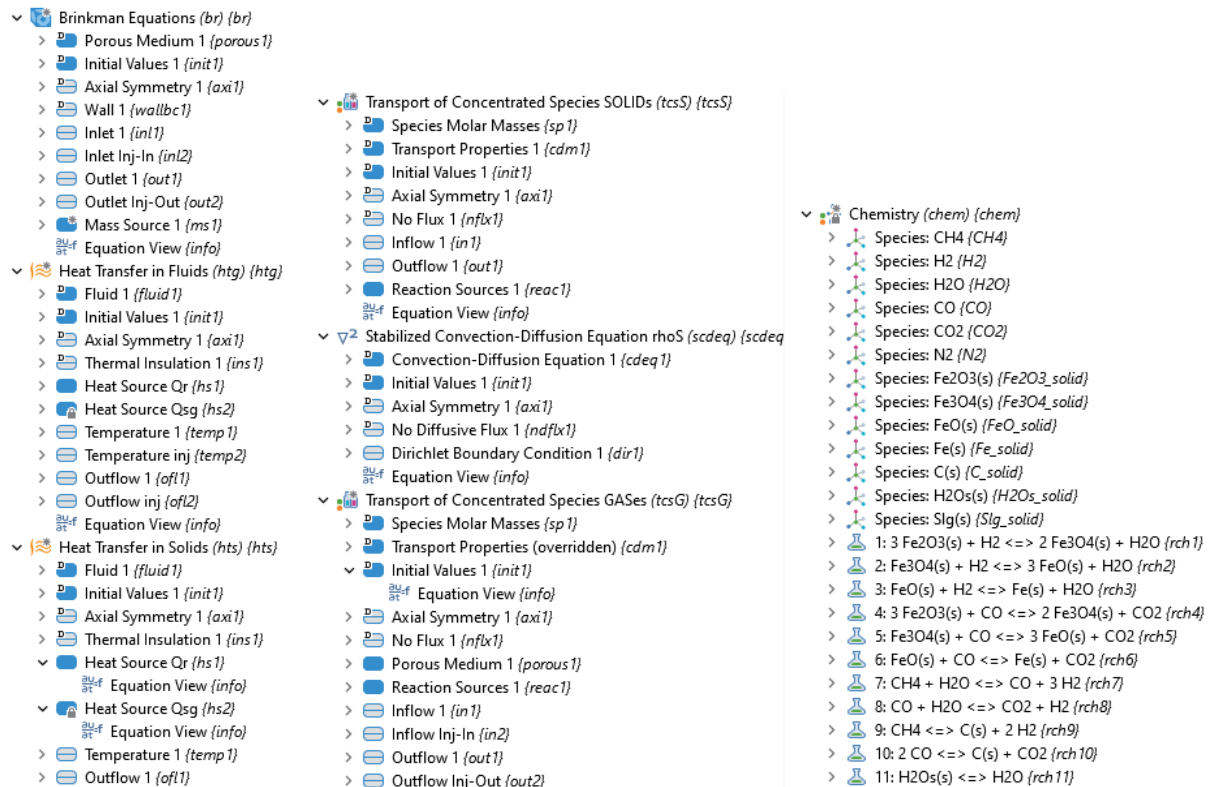 Brinkman Equations (br) {br}
Porous Medium 1 {porous1}
Initial Values 1 {init1}
Axial Symmetry 1 {axi1}
Wall 1 {wallbc1}
Inlet 1 {inl1}
Inlet Inj-In {inl2}
Outlet 1 {out1}
Outlet Inj-Out {out2}
Mass Source 1 {ms1}
Equation View {info}
Heat Transfer in Fluids (htg) {htg}
Fluid 1 {fluid1}
Initial Values 1 {init1}
Axial Symmetry 1 {axi1}
Thermal Insulation 1 {ins1}
Heat Source Qr {hs1}
Heat Source Qsg {hs2}
Temperature 1 {temp1}
Temperature inj {temp2}
Outflow 1 {ofl1}
Outflow inj {ofl2}
Equation View {info}
Heat Transfer in Solids (hts) {hts}
Fluid 1 {fluid1}
Initial Values 1 {init1}
Axial Symmetry 1 {axi1}
Thermal Insulation 1 {ins1}
Heat Source Qr {hs1}
Equation View {info}
Heat Source Qsg {hs2}
Equation View {info}
Temperature 1 {temp1}
Outflow 1 {ofl1}
Transport of Concentrated Species SOLIDs (tcsS) {tcsS}
Species Molar Masses {sp1}
Transport Properties 1 {cdm1}
Initial Values 1 {init1}
Axial Symmetry 1 {axi1}
No Flux 1 {nflx1}
Inflow 1 {in1}
Outflow 1 {out1}
Reaction Sources 1 {reac1}
Equation View {info}
Stabilized Convection-Diffusion Equation rhoS (scdeq) {scdeq
Convection-Diffusion Equation 1 {cdeq1}
Initial Values 1 {init1}
Axial Symmetry 1 {axi1}
No Diffusive Flux 1 {ndflx1}
Dirichlet Boundary Condition 1 {dir1}
Equation View {info}
Transport of Concentrated Species GASes (tcsG) {tcsG}
Species Molar Masses {sp1}
Transport Properties (overridden) {cdm1}
Initial Values 1 {init1}
Equation View {info}
Axial Symmetry 1 {axi1}
No Flux 1 {nflx1}
Porous Medium 1 {porous1}
Reaction Sources 1 {reac1}
Inflow 1 {in1}
Inflow Inj-In {in2}
Outflow 1 {out1}
Outflow Inj-Out {out2}
Chemistry (chem) {chem}
Species: CH4 {CH4}
Species: H2 {H2}
Species: H2O {H2O}
Species: CO {CO}
Species: CO2 {CO2}
Species: N2 {N2}
Species: Fe2O3(s) {Fe2O3_solid}
Species: Fe3O4(s) {Fe3O4_solid}
Species: FeO(s) {FeO_solid}
Species: Fe(s) {Fe_solid}
Species: C(s) {C_solid}
Species: H2Os(s) {H2Os_solid}
Species: Slg(s) {Slg_solid}
1: 3 Fe2O3(s) + H2 <=> 2 Fe3O4(s) + H2O {rch1}
2: Fe3O4(s) + H2 <=> 3 FeO(s) + H2O {rch2}
3: FeO(s) + H2 <=> Fe(s) + H2O {rch3}
4: 3 Fe2O3(s) + CO <=> 2 Fe3O4(s) + CO2 {rch4}
5: Fe3O4(s) + CO <=> 3 FeO(s) + CO2 {rch5}
6: FeO(s) + CO <=> Fe(s) + CO2 {rch6}
7: CH4 + H2O <=> CO + 3 H2 {rch7}
8: CO + H2O <=> CO2 + H2 {rch8}
9: CH4 <=> C(s) + 2 H2 {rch9}
10: 2 CO <=> C(s) + CO2 {rch10}
11: H2Os(s) <=> H2O {rch11}